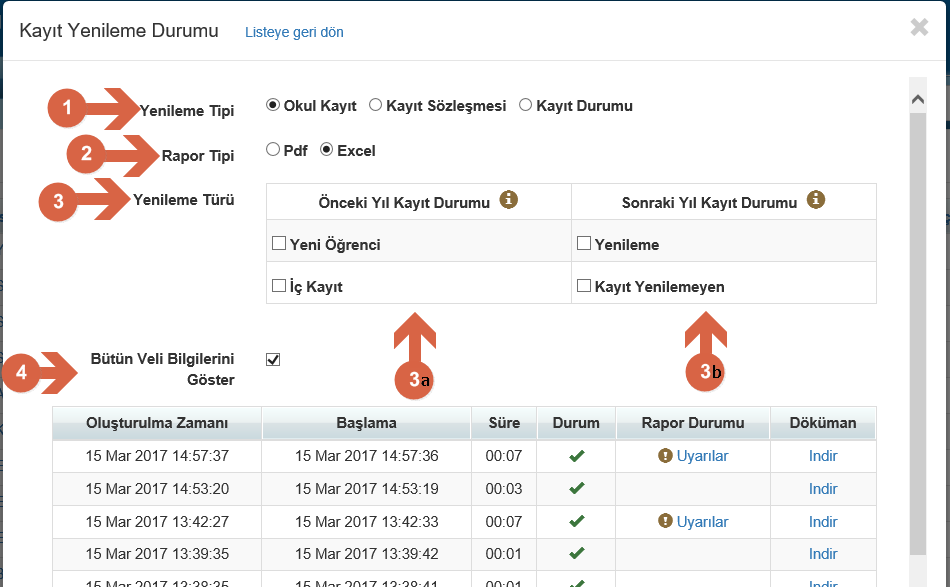 Kayıt Yenileme Durumu Listeye geri dön
1 Yenileme Tipi Okul Kayıt Kayıt Sözleşmesi Kayıt Durumu
2 Rapor Tipi Pdf Excel
3 Yenileme Türü
Önceki Yıl Kayıt Durumu Sonraki Yıl Kayıt Durumu
Yeni Öğrenci Yenileme
İç Kayıt Kayıt Yenilemeyen
4 Bütün Veli Bilgilerini
Göster
3a 3b
Oluşturulma Zamanı Başlama Süre Durum Rapor Durumu Döküman
15 Mar 2017 14:57:37 15 Mar 2017 14:57:36 00:07 Uyarılar Indir
15 Mar 2017 14:53:20 15 Mar 2017 14:53:19 00:03 Indir
15 Mar 2017 13:42:27 15 Mar 2017 13:42:33 00:07 Uyarılar Indir
15 Mar 2017 13:39:35 15 Mar 2017 13:39:42 00:01 Indir
15 Mar 2017 13:38:35 15 Mar 2017 13:38:41 00:01 Indir